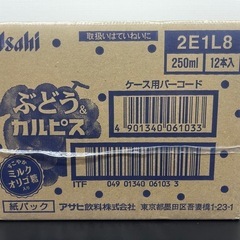 Asahi
取扱いはていねいに
2E1L8
250ml 12本入
ぶどう&
カルピス
ケース用バーコード
4 901340 061033
ミルク
オリゴ糖
ITF 049 01340 06103 3
紙パック
アサヒ飲料株式会社 東京都墨田区吾妻橋1-23-1